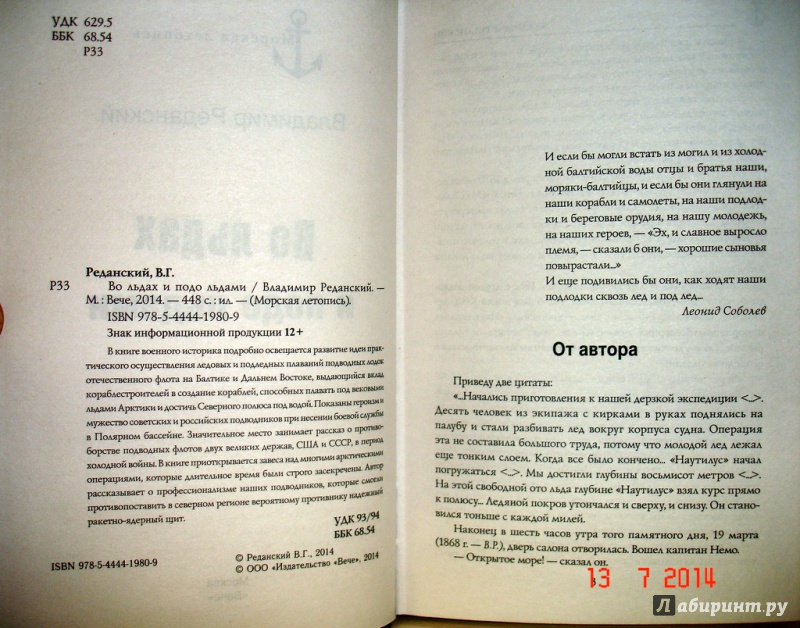 УДК 629.5
ББК 68.54
Р33
Морская летопись
Владимир Реданский
Во льдах
Реданский, В.Г.
Р33 Во льдах и подо льдами / Владимир Реданский. –
М. : Вече, 2014. — 448 с.: ил. — (Морская летопись).
ISBN 978-5-4444-1980-9
Знак информационной продукции 12+
В книге военного историка подробно освещается развитие идеи прак-
тического осуществления ледовых и подледных плаваний подводных лодок
отечественного флота на Балтике и Дальнем Востоке, выдающийся вклад
кораблестроителей в создание кораблей, способных плавать под вековыми
льдами Арктики и достичь Северного полюса под водой. Показаны героизм и
мужество советских и российских подводников при несении боевой службы
в Полярном бассейне. Значительное место занимает рассказ о противо-
борстве подводных флотов двух великих держав, США и СССР, в период
холодной войны. В книге приоткрывается завеса над многими арктическими
операциями, которые длительное время были строго засекречены. Автор
рассказывает о профессионализме наших подводников, которые смогли
противопоставить в северном регионе вероятному противнику надежный
ракетно-ядерный щит.
УДК 93/94
ББК 68.54
© Реданский В.Г., 2014
ISBN 978-5-4444-1980-9 © ООО «Издательство «Вече», 2014
И если бы могли встать из могил и из холод-
ной балтийской воды отцы и братья наши,
моряки-балтийцы, и если бы они глянули на
наши корабли и самолеты, на наши подлод-
ки и береговые орудия, на нашу молодежь,
на наших героев, — «Эх, и славное выросло
племя, — сказали б они, — хорошие сыновья
повырастали...»
И еще подивились бы они, как ходят наши
подлодки сквозь лед и под лед...
Леонид Соболев
От автора
Приведу две цитаты:
«...Начались приготовления к нашей дерзкой экспедиции <...>.
Десять человек из экипажа с кирками в руках поднялись на
палубу и стали разбивать лед вокруг корпуса судна. Операция
эта не составила большого труда, потому что молодой лед лежал
еще тонким слоем. Когда все было кончено... «Наутилус» начал
погружаться <...>. Мы достигли глубины восьмисот метров <...>.
На этой свободной ото льда глубине «Наутилус» взял курс прямо
к полюсу... Ледяной покров утончался и сверху, и снизу. Он стано-
вился тоньше с каждой милей.
Наконец в шесть часов утра того памятного дня, 19 марта
(1868 г. — В.Р.), дверь салона отворилась. Вошел капитан Немо.
— Открытое море! — сказал он.
3
13 7 2014
Лабиринт.ру